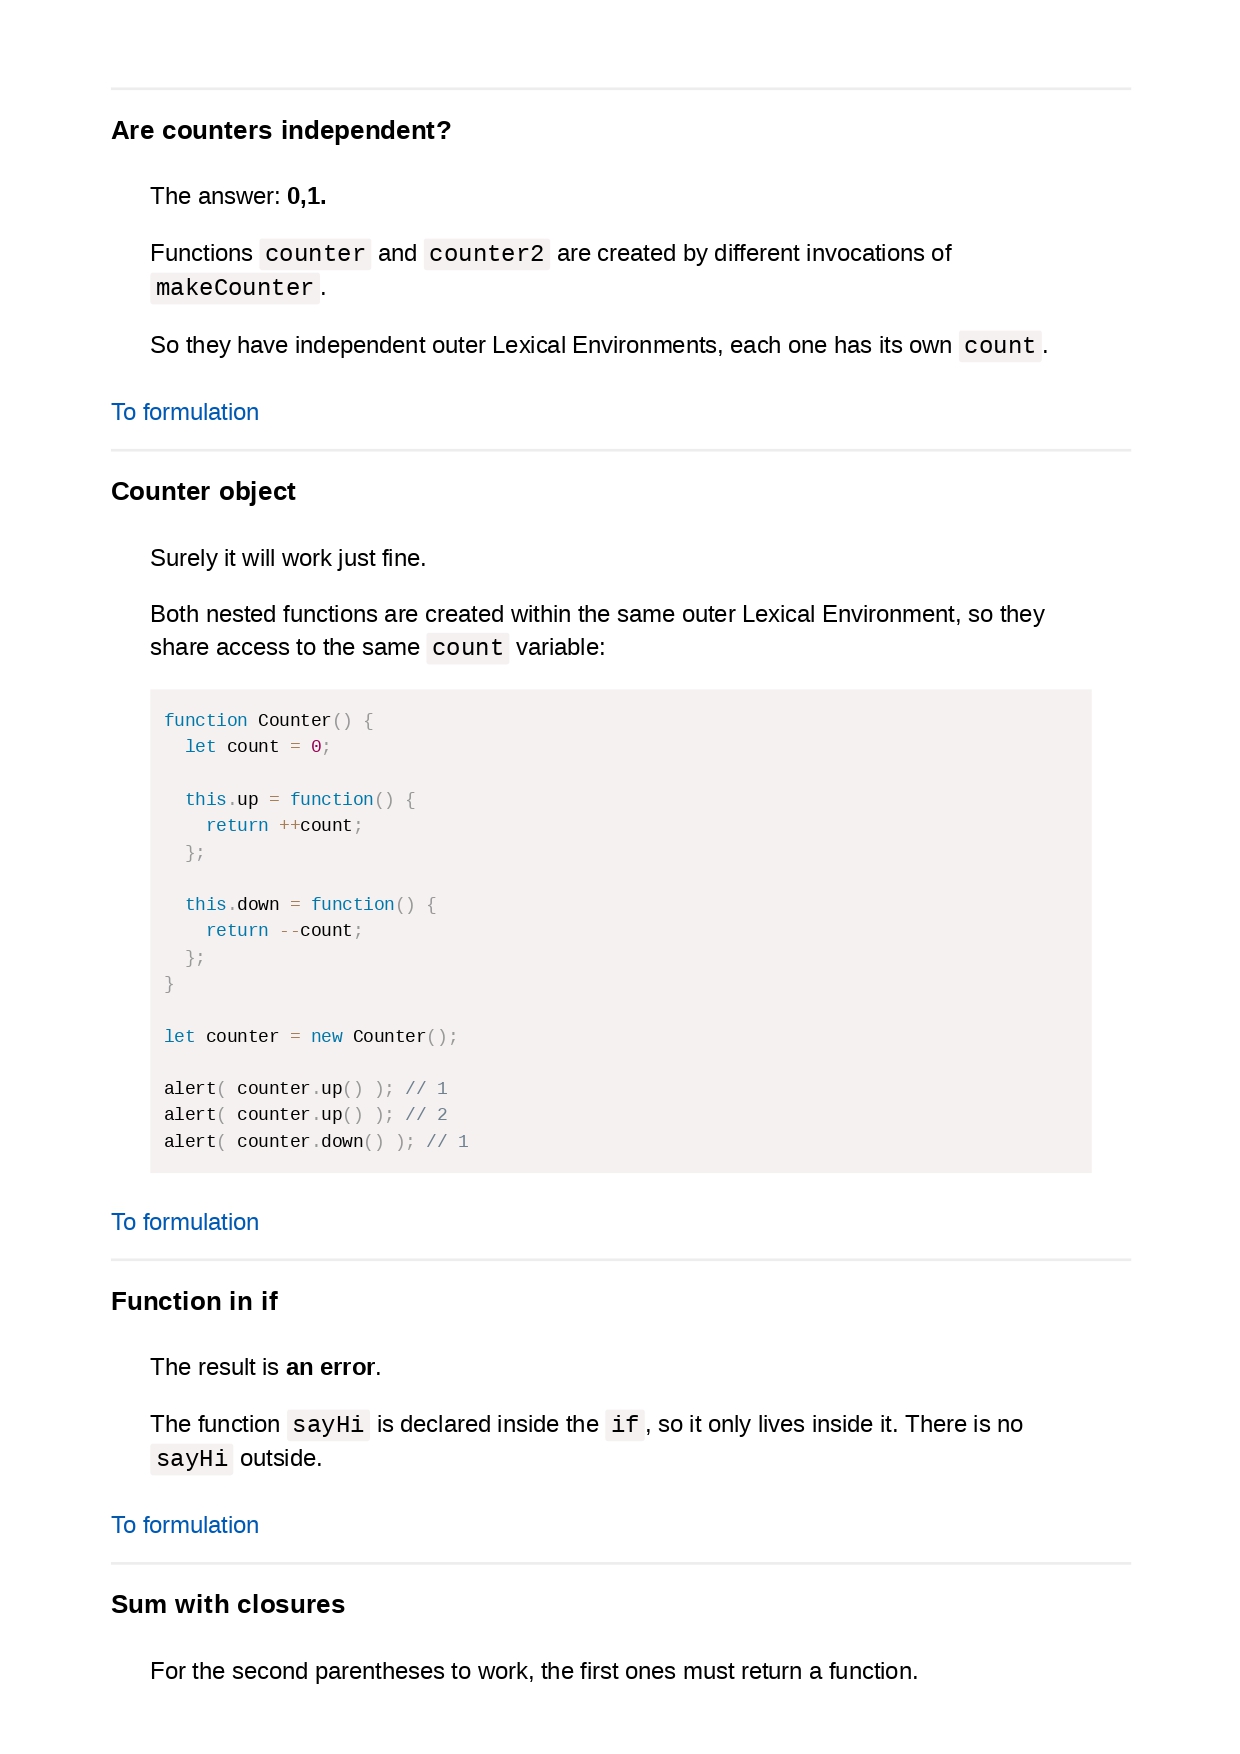 Are counters independent?
The answer: 0,1.
Functions counter and counter2 are created by different invocations of
makeCounter.
So they have independent outer Lexical Environments, each one has its own count.
To formulation
Counter object
Surely it will work just fine.
Both nested functions are created within the same outer Lexical Environment, so they
share access to the same count variable:
function Counter() {
  let count = 0;

  this.up = function() {
    return ++count;
  };

  this.down = function() {
    return --count;
  };
}

let counter = new Counter();

alert( counter.up() ); // 1
alert( counter.up() ); // 2
alert( counter.down() ); // 1
To formulation
Function in if
The result is an error.
The function sayHi is declared inside the if, so it only lives inside it. There is no
sayHi outside.
To formulation
Sum with closures
For the second parentheses to work, the first ones must return a function.